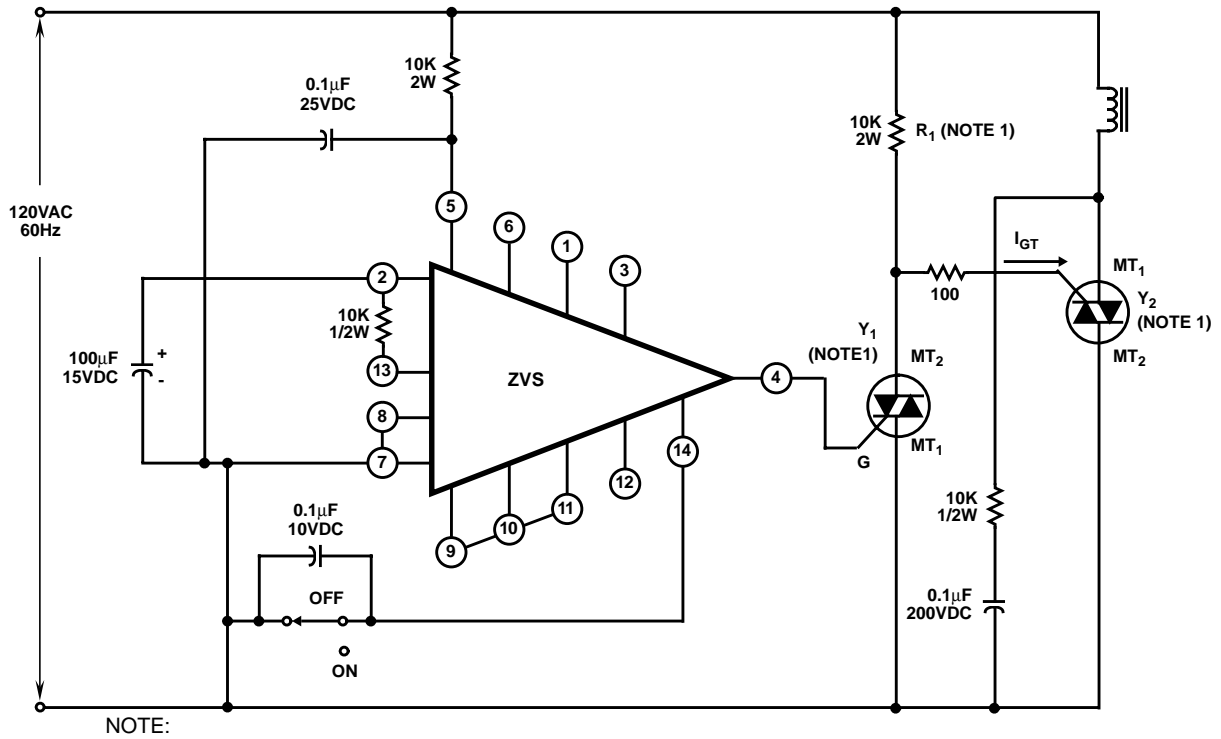 10K
2W
0.1μF
25VDC
10K
2W
R1 (NOTE 1)
120VAC
60Hz
5
6
1
3
IGT
100
MT1
Y2
(NOTE 1)
MT2
2
10K
1/2W
13
100μF
15VDC
+
-
ZVS
4
Y1
(NOTE1)
MT2
MT1
G
8
7
14
12
11
10
9
0.1μF
10VDC
OFF
ON
10K
1/2W
0.1μF
200VDC
NOTE: